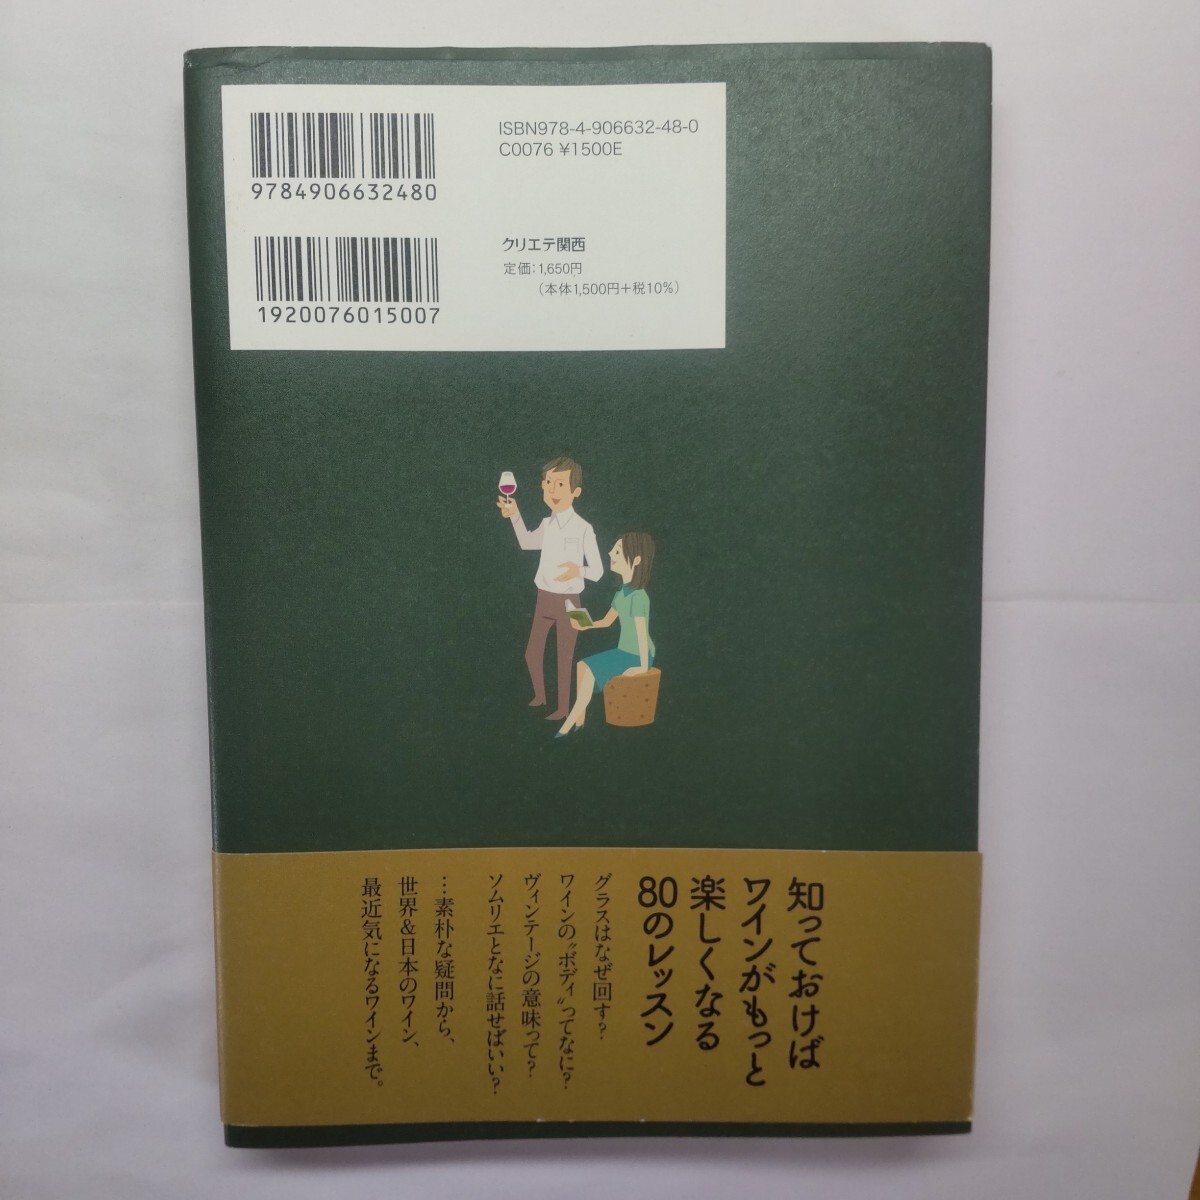 ISBN978-4-906632-48-0
C0076 ¥1500E
9784906632480
クリエテ関西
定価：1,650円
（本体1,500円＋税10%）
1920076015007
知っておけば
ワインがもっと
楽しくなる
80のレッスン
グラスはなぜ回す？
ワインの〝ボディ〟ってなに？
ヴィンテージの意味って？
ソムリエとなに話せばいい？
…素朴な疑問から、
世界＆日本のワイン、
最近気になるワインまで。